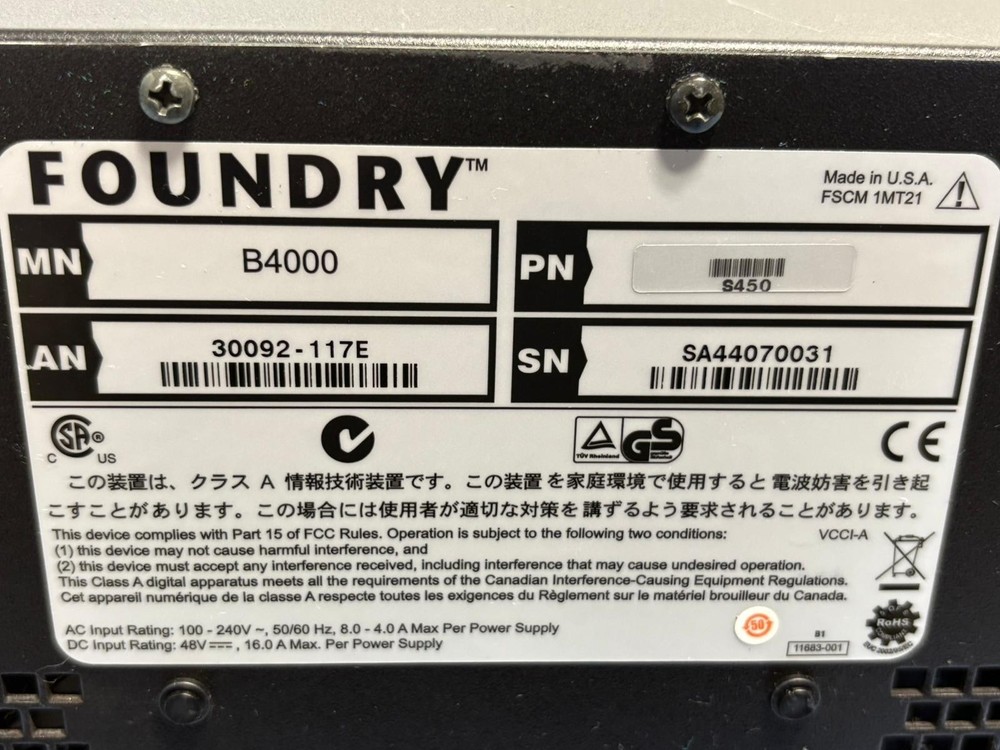 FOUNDRY™
Made in U.S.A.
FSCM 1MT21
MN B4000
PN S450
AN 30092-117E
SN SA44070031
C SA® US
TÜV Rheinland GS
CE
この装置は、クラス A 情報技術装置です。この装置を家庭環境で使用すると電波妨害を引き起
こすことがあります。この場合には使用者が適切な対策を講ずるよう要求されることがあります。
This device complies with Part 15 of FCC Rules. Operation is subject to the following two conditions:
VCCI-A
(1) this device may not cause harmful interference, and
(2) this device must accept any interference received, including interference that may cause undesired operation.
This Class A digital apparatus meets all the requirements of the Canadian Interference-Causing Equipment Regulations.
Cet appareil numérique de la classe A respecte toutes les exigences du Règlement sur le matériel brouilleur du Canada.
AC Input Rating: 100 - 240V ~, 50/60 Hz, 8.0 - 4.0 A Max Per Power Supply
DC Input Rating: 48V⎓, 16.0 A Max. Per Power Supply
50
RoHS
B1
11683-001